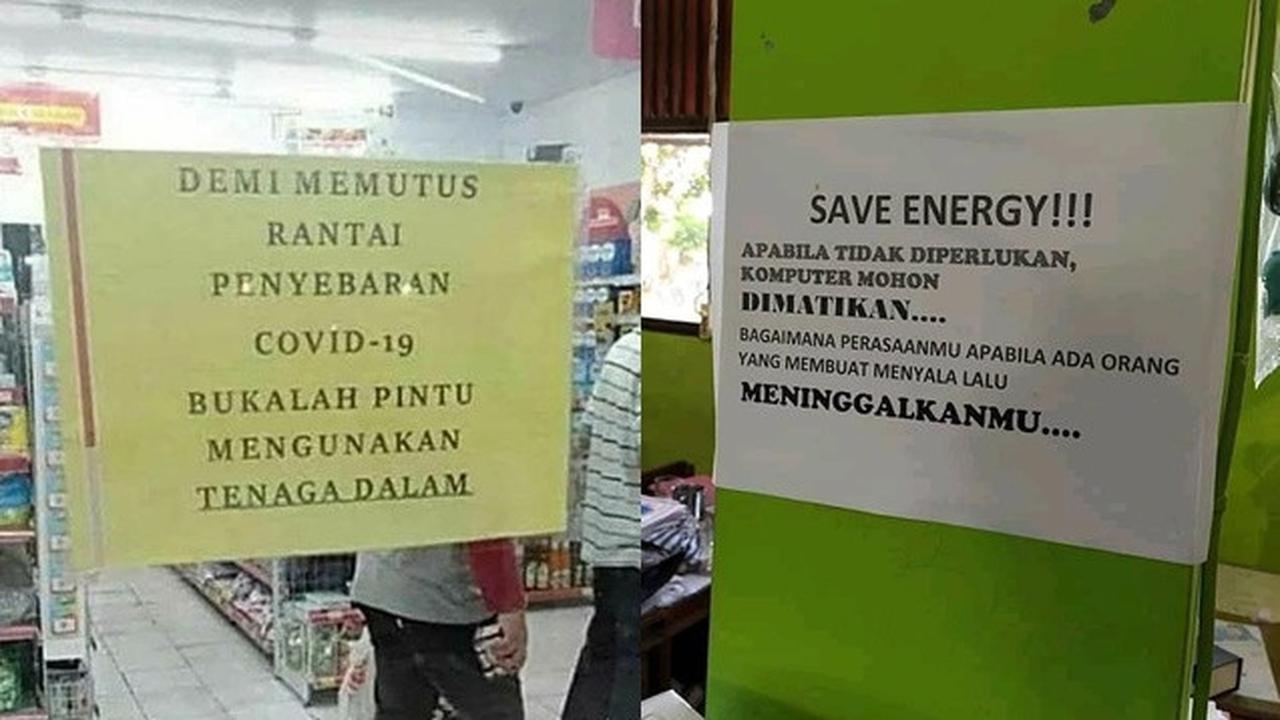 DEMI MEMUTUS
RANTAI
PENYEBARAN
COVID-19
BUKALAH PINTU
MENGUNAKAN
TENAGA DALAM
SAVE ENERGY!!!
APABILA TIDAK DIPERLUKAN,
KOMPUTER MOHON
DIMATIKAN....
BAGAIMANA PERASAANMU APABILA ADA ORANG
YANG MEMBUAT MENYALA LALU
MENINGGALKANMU....